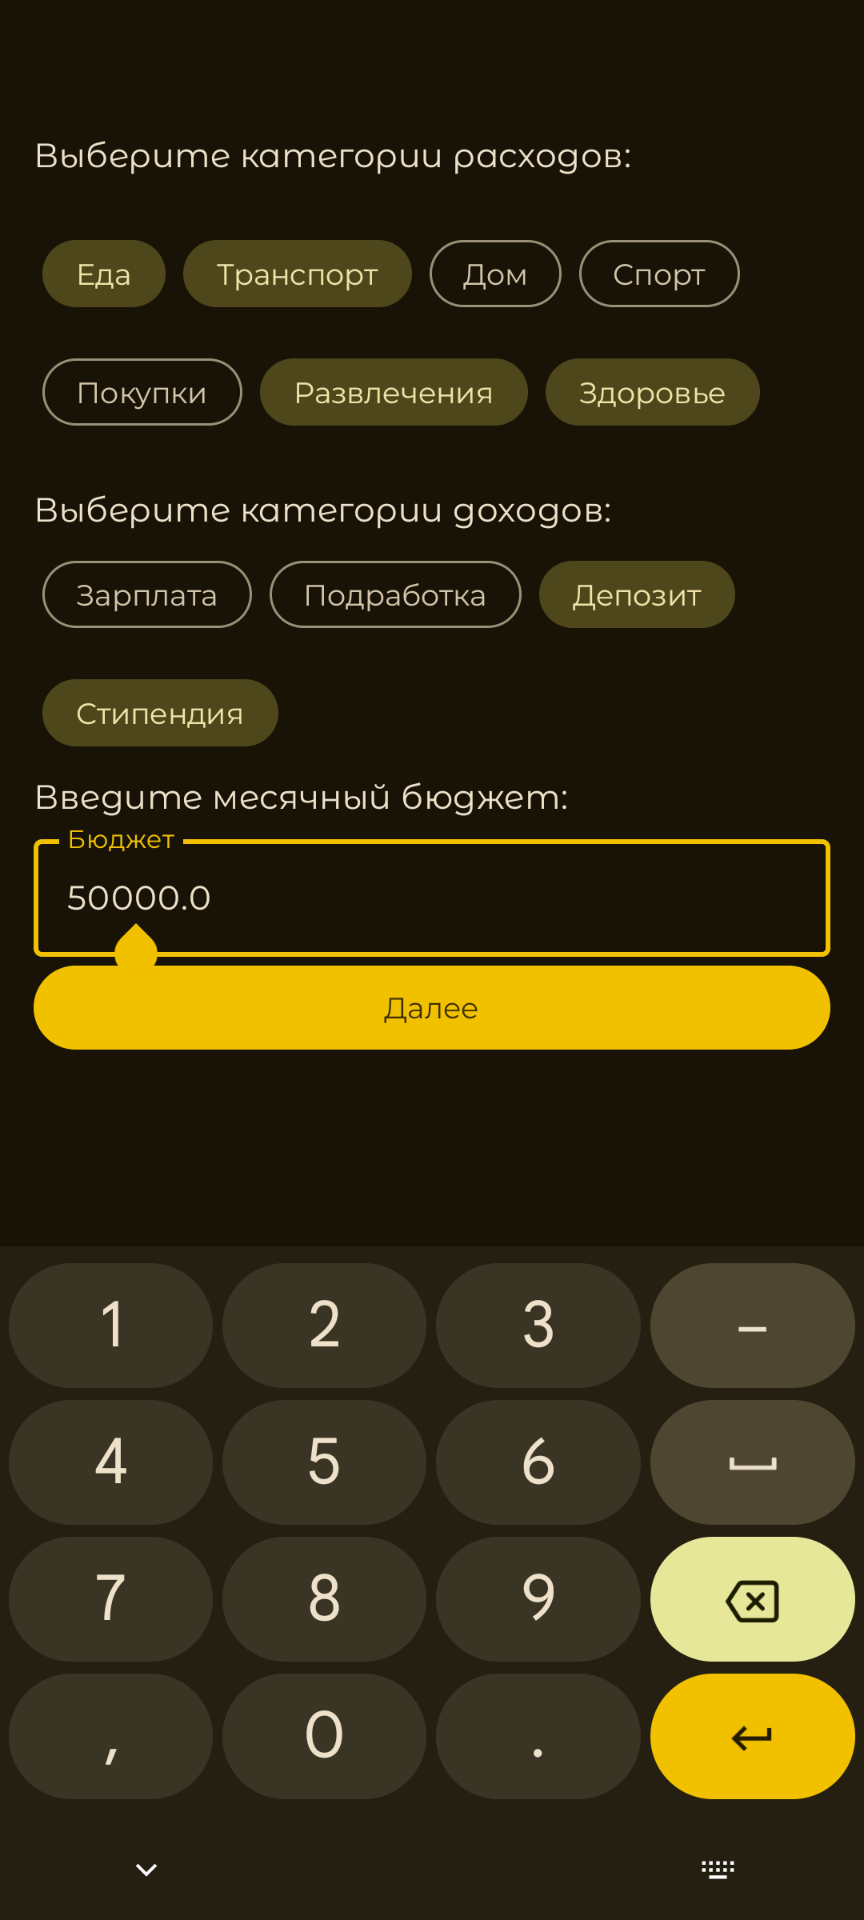 Выберите категории расходов:
Еда Транспорт Дом Спорт
Покупки Развлечения Здоровье
Выберите категории доходов:
Зарплата Подработка Депозит
Стипендия
Введите месячный бюджет:
Бюджет
50000.0
Далее
1 2 3 –
4 5 6
7 8 9
, 0 .